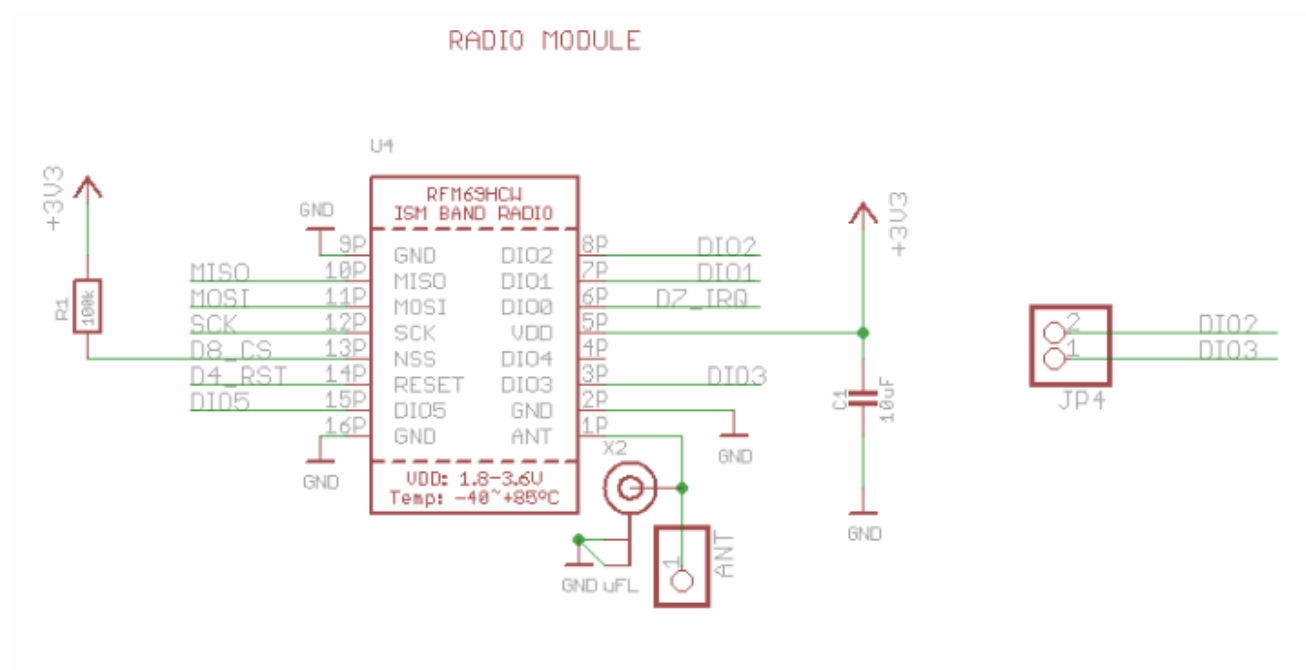 RADIO MODULE
U4
+3V3
R1
100k
GND
RFM69HCW
ISM BAND RADIO
9P GND DIO2 8P DIO2
MISO 10P MISO DIO1 7P DIO1
MOSI 11P MOSI DIO0 6P D7_IRQ
SCK 12P SCK VDD 5P
D8_CS 13P NSS DIO4 4P
D4_RST 14P RESET DIO3 3P DIO3
DIO5 15P DIO5 GND 2P
16P GND ANT 1P
GND
VDD: 1.8-3.6V
Temp: -40~+85ºC
X2
GND
GND uFL
1
ANT
+3V3
C1
10uF
GND
2 DIO2
1 DIO3
JP4